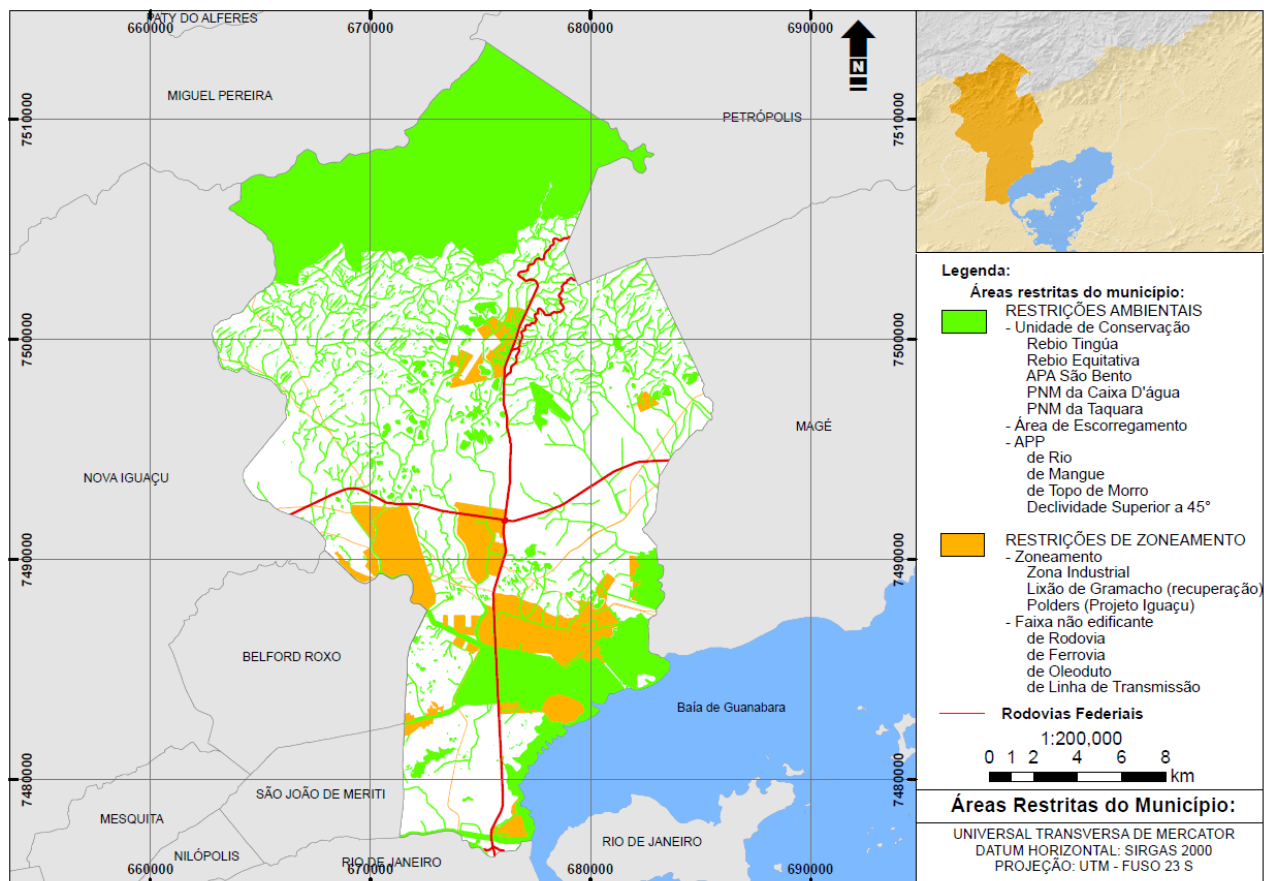 PATY DO ALFERES
660000
670000
680000
690000
N
MIGUEL PEREIRA
7510000
PETRÓPOLIS
7510000
7500000
7500000
MAGÉ
NOVA IGUAÇU
7490000
7490000
BELFORD ROXO
Baía de Guanabara
7480000
7480000
SÃO JOÃO DE MERITI
MESQUITA
RIO DE JANEIRO
NILÓPOLIS
RIO DE JANEIRO
660000
670000
680000
690000
Legenda:
Áreas restritas do município:
RESTRIÇÕES AMBIENTAIS
- Unidade de Conservação
Rebio Tingúa
Rebio Equitativa
APA São Bento
PNM da Caixa D'água
PNM da Taquara
- Área de Escorregamento
- APP
de Rio
de Mangue
de Topo de Morro
Declividade Superior a 45°
RESTRIÇÕES DE ZONEAMENTO
- Zoneamento
Zona Industrial
Lixão de Gramacho (recuperação)
Polders (Projeto Iguaçu)
- Faixa não edificante
de Rodovia
de Ferrovia
de Oleoduto
de Linha de Transmissão
Rodovias Federiais
1:200,000
0 1 2 4 6 8
km
Áreas Restritas do Município:
UNIVERSAL TRANSVERSA DE MERCATOR
DATUM HORIZONTAL: SIRGAS 2000
PROJEÇÃO: UTM - FUSO 23 S